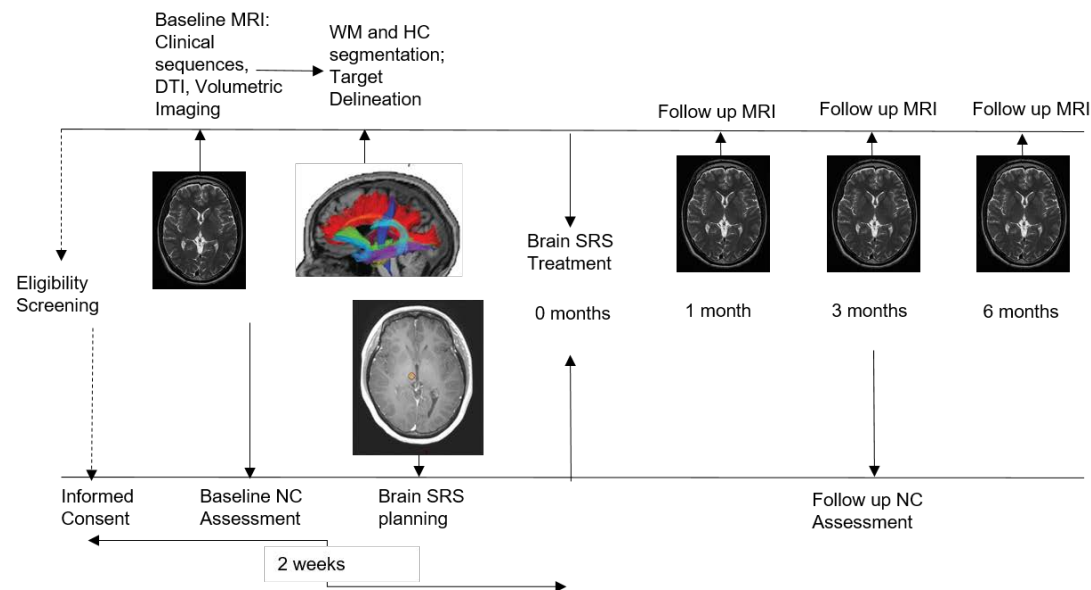 Baseline MRI:
Clinical
sequences,
DTI, Volumetric
Imaging
WM and HC
segmentation;
Target
Delineation
Follow up MRI
Follow up MRI
Follow up MRI
Eligibility
Screening
Brain SRS
Treatment
0 months
1 month
3 months
6 months
Informed
Consent
Baseline NC
Assessment
Brain SRS
planning
Follow up NC
Assessment
2 weeks